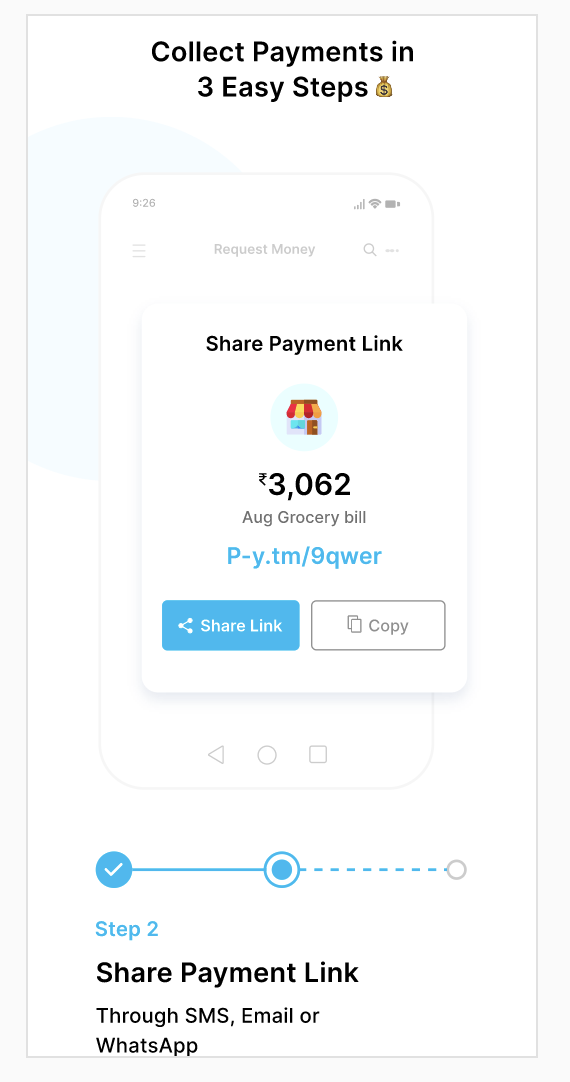 Collect Payments in
3 Easy Steps💰
9:26
Request Money
Share Payment Link
₹3,062
Aug Grocery bill
P-y.tm/9qwer
Share Link
Copy
Step 2
Share Payment Link
Through SMS, Email or
WhatsApp